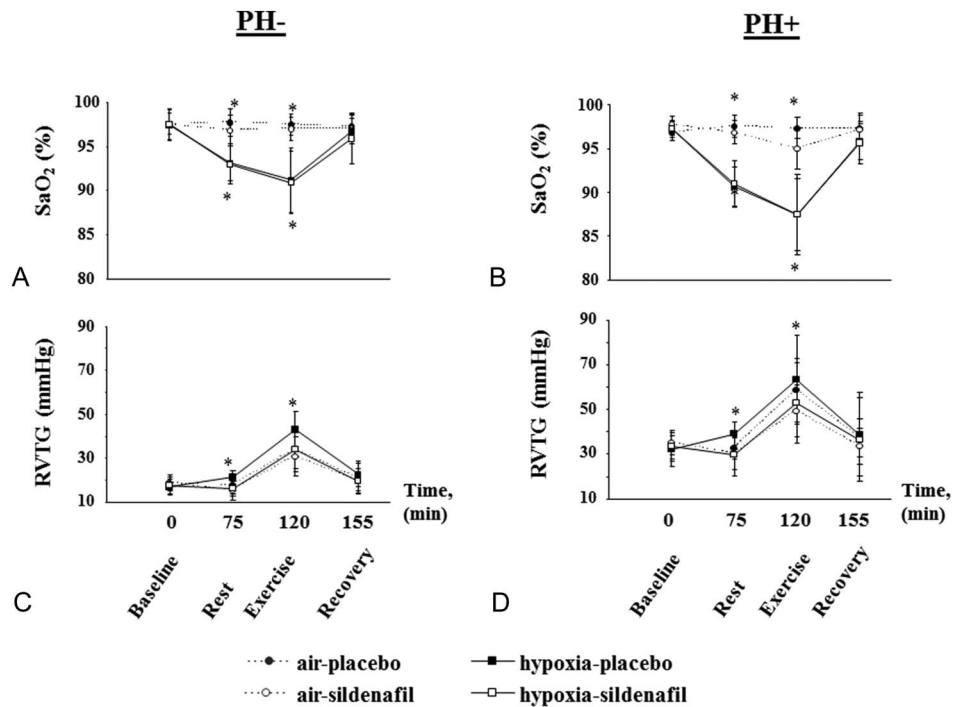 PH-
PH+
100
95
90
85
80
SaO2 (%)
A
*
*
*
*
100
95
90
85
80
SaO2 (%)
B
*
*
*
*
90
70
50
30
10
RVTG (mmHg)
*
*
0 75 120 155
Time, (min)
Baseline
Rest
Exercise
Recovery
C
90
70
50
30
10
RVTG (mmHg)
*
*
0 75 120 155
Time, (min)
Baseline
Rest
Exercise
Recovery
D
air-placebo
hypoxia-placebo
air-sildenafil
hypoxia-sildenafil